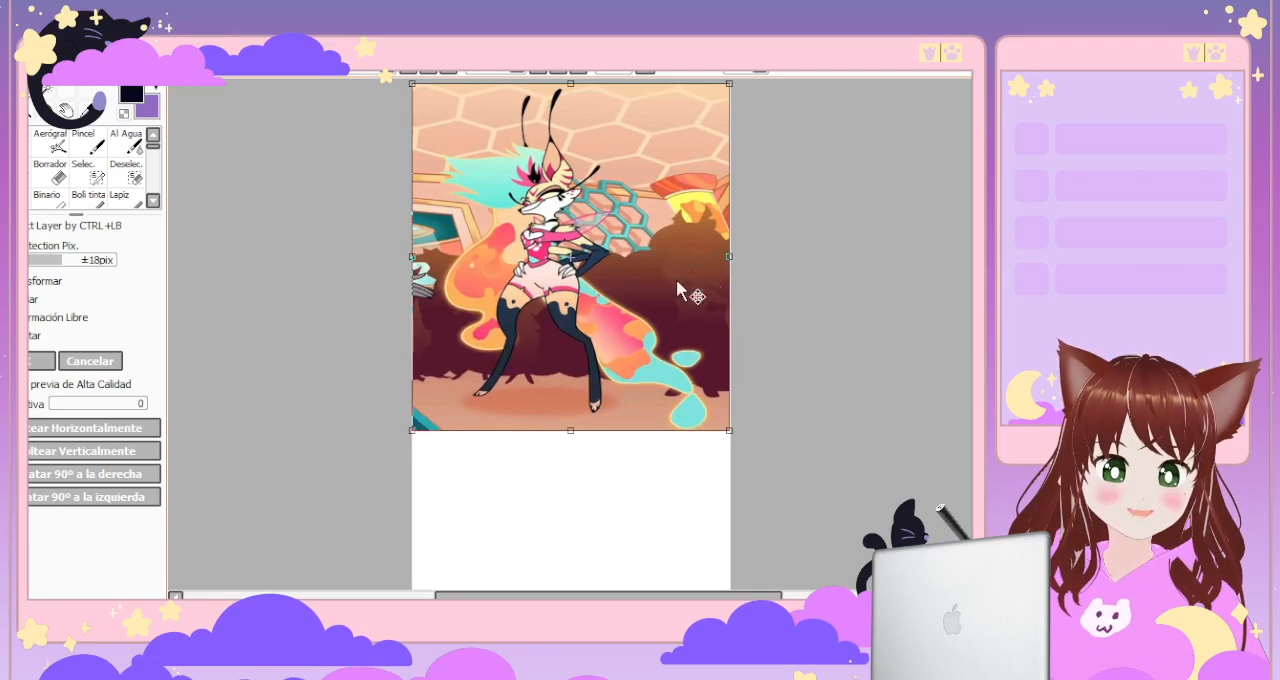 Aerógraf Pincel Al Agua
Borrador Selec. Deselec.
Binario Boli tinta Lapiz
ct Layer by CTRL+LB
tection Pix.
±18pix
sformar
ar
rmación Libre
tar
Cancelar
previa de Alta Calidad
tiva 0
tear Horizontalmente
ltear Verticalmente
atar 90º a la derecha
atar 90º a la izquierda